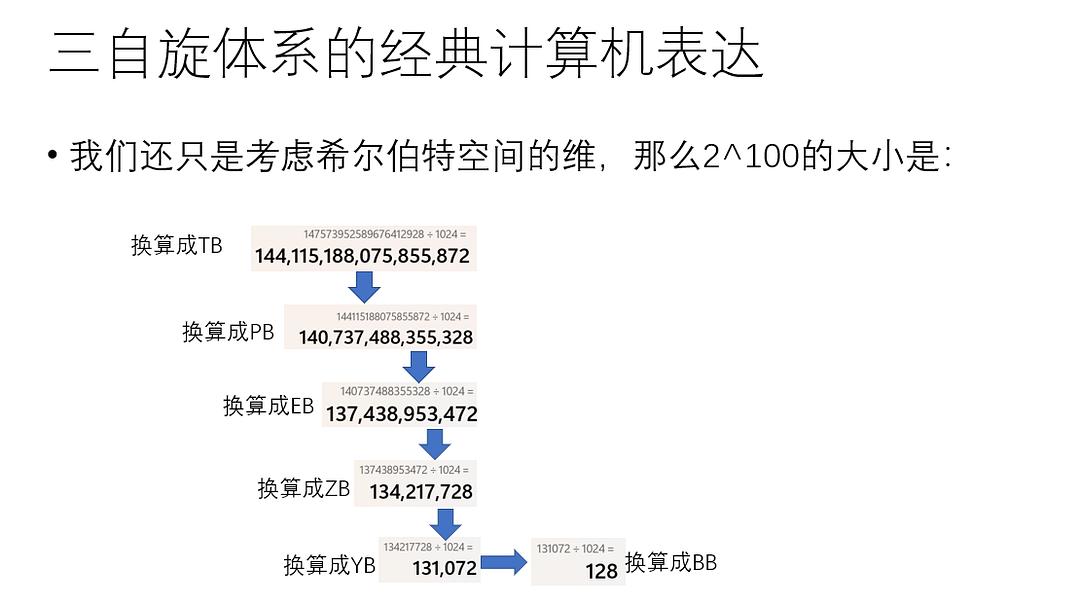 三自旋体系的经典计算机表达
• 我们还只是考虑希尔伯特空间的维，那么2^100的大小是：
换算成TB
147573952589676412928 ÷ 1024 =
144,115,188,075,855,872
换算成PB
144115188075855872 ÷ 1024 =
140,737,488,355,328
换算成EB
140737488355328 ÷ 1024 =
137,438,953,472
换算成ZB
137438953472 ÷ 1024 =
134,217,728
换算成YB
134217728 ÷ 1024 =
131,072
131072 ÷ 1024 =
128
换算成BB